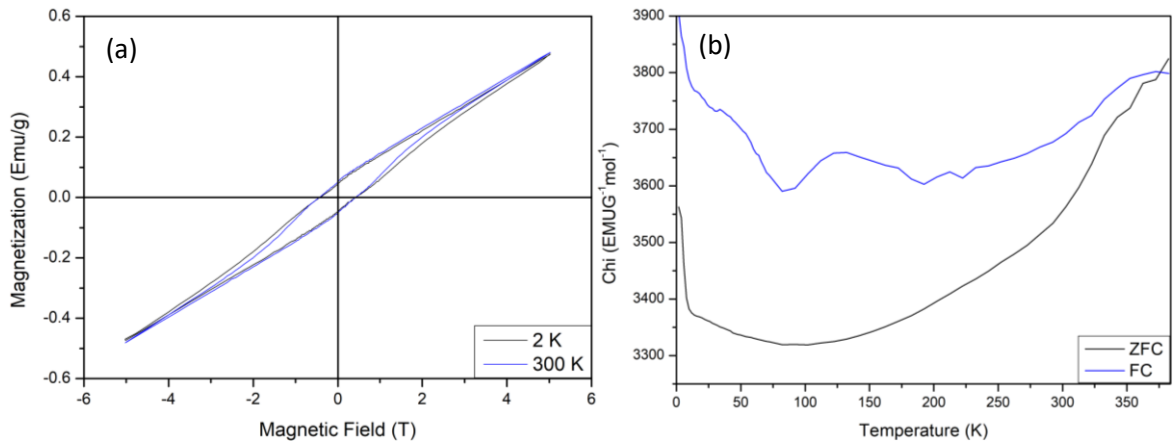 (a)
0.6
0.4
0.2
0.0
-0.2
-0.4
-0.6
-6 -4 -2 0 2 4 6
Magnetization (Emu/g)
Magnetic Field (T)
2 K
300 K
(b)
3900
3800
3700
3600
3500
3400
3300
0 50 100 150 200 250 300 350
Chi (EMUG⁻¹mol⁻¹)
Temperature (K)
ZFC
FC